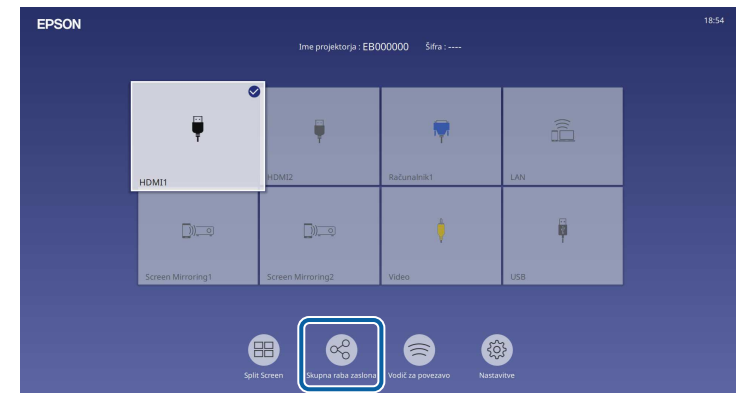 EPSON
18:54
Ime projektorja : EB000000 Šifra : ----
HDMI1
HDMI2
Računalnik1
LAN
Screen Mirroring1
Screen Mirroring2
Video
USB
Split Screen
Skupna raba zaslona
Vodič za povezavo
Nastavitve